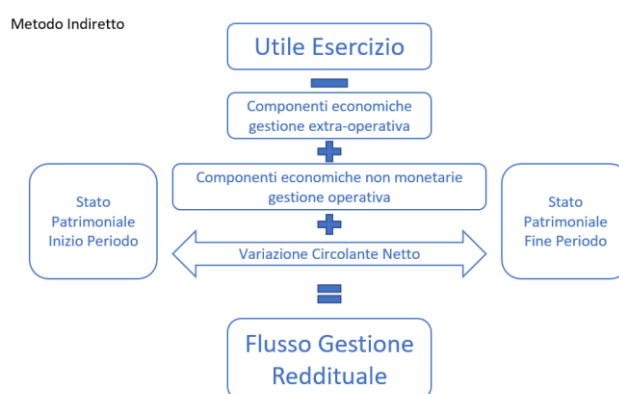 Metodo Indiretto
Utile Esercizio
Componenti economiche
gestione extra-operativa
Componenti economiche non monetarie
gestione operativa
Stato
Patrimoniale
Inizio Periodo
Variazione Circolante Netto
Stato
Patrimoniale
Fine Periodo
Flusso Gestione
Reddituale